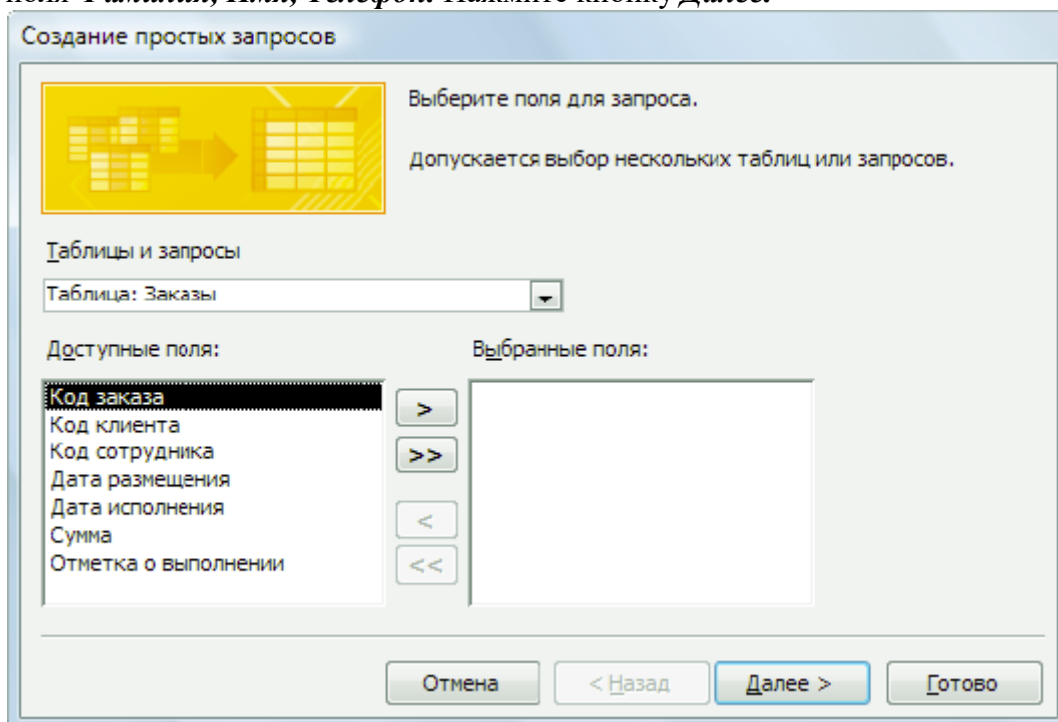 поля Фамилия, Имя, Телефон. Нажмите кнопку Далее.
Создание простых запросов
Выберите поля для запроса.
Допускается выбор нескольких таблиц или запросов.
Таблицы и запросы
Таблица: Заказы
Доступные поля:
Выбранные поля:
Код заказа
Код клиента
Код сотрудника
Дата размещения
Дата исполнения
Сумма
Отметка о выполнении
>
>>
<
<<
Отмена
< Назад
Далее >
Готово